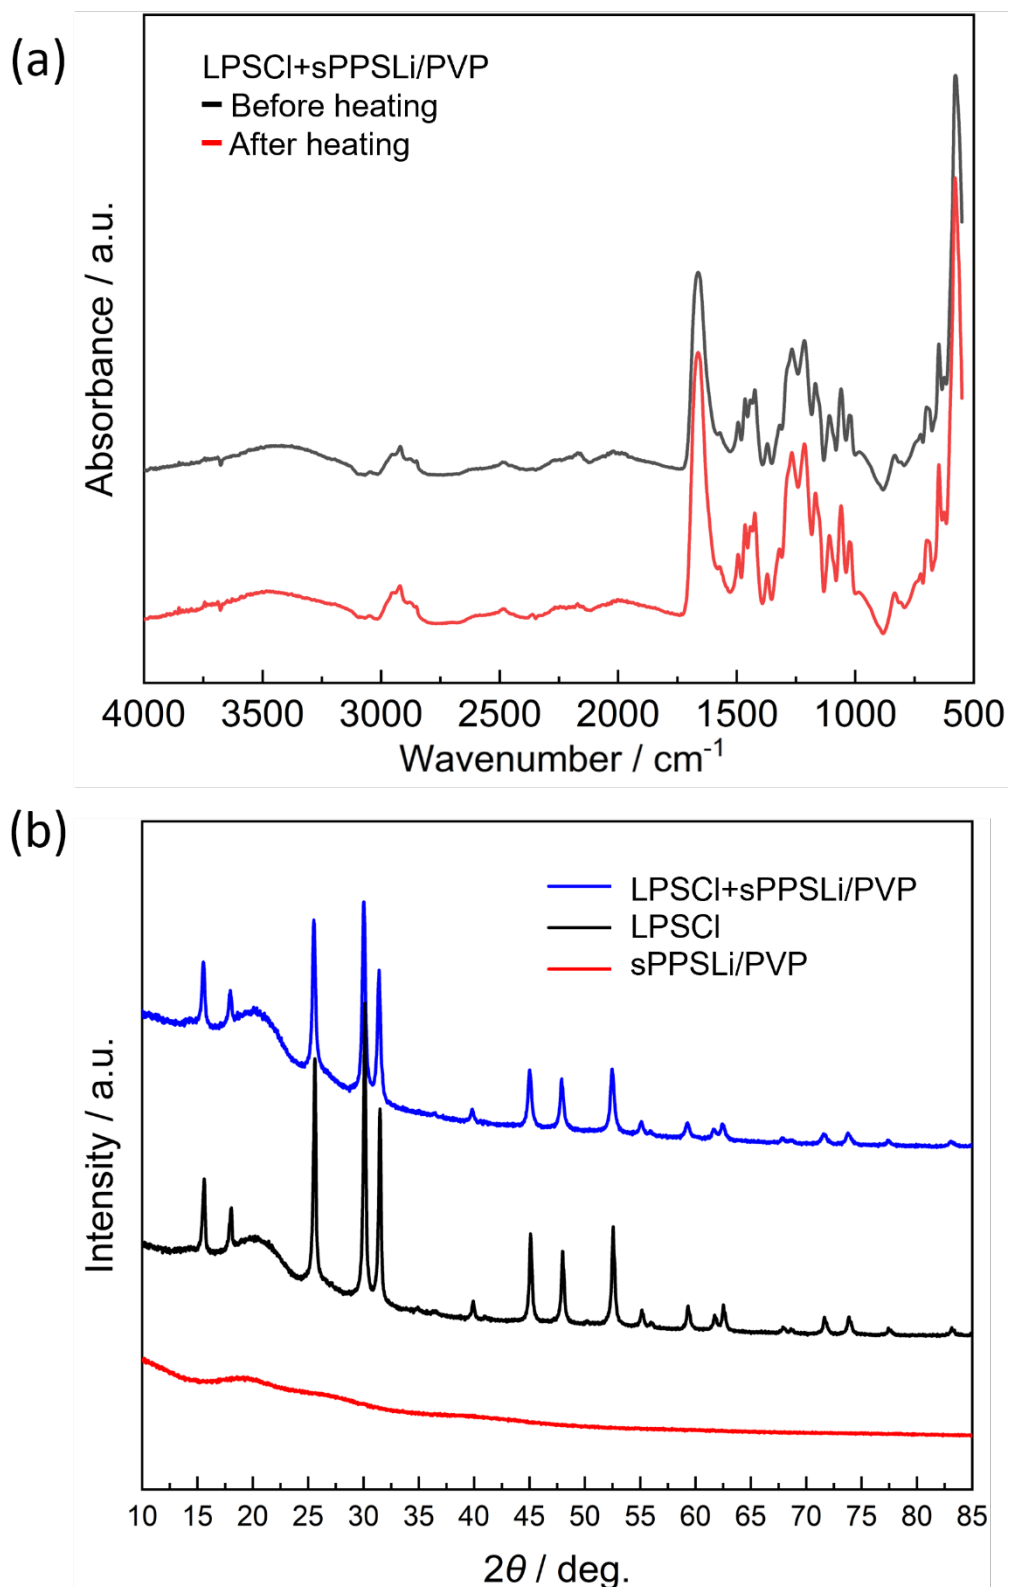 (a)
LPSCl+sPPSLi/PVP
Before heating
After heating
Absorbance / a.u.
4000 3500 3000 2500 2000 1500 1000 500
Wavenumber / cm⁻¹
(b)
LPSCl+sPPSLi/PVP
LPSCl
sPPSLi/PVP
Intensity / a.u.
10 15 20 25 30 35 40 45 50 55 60 65 70 75 80 85
2θ / deg.